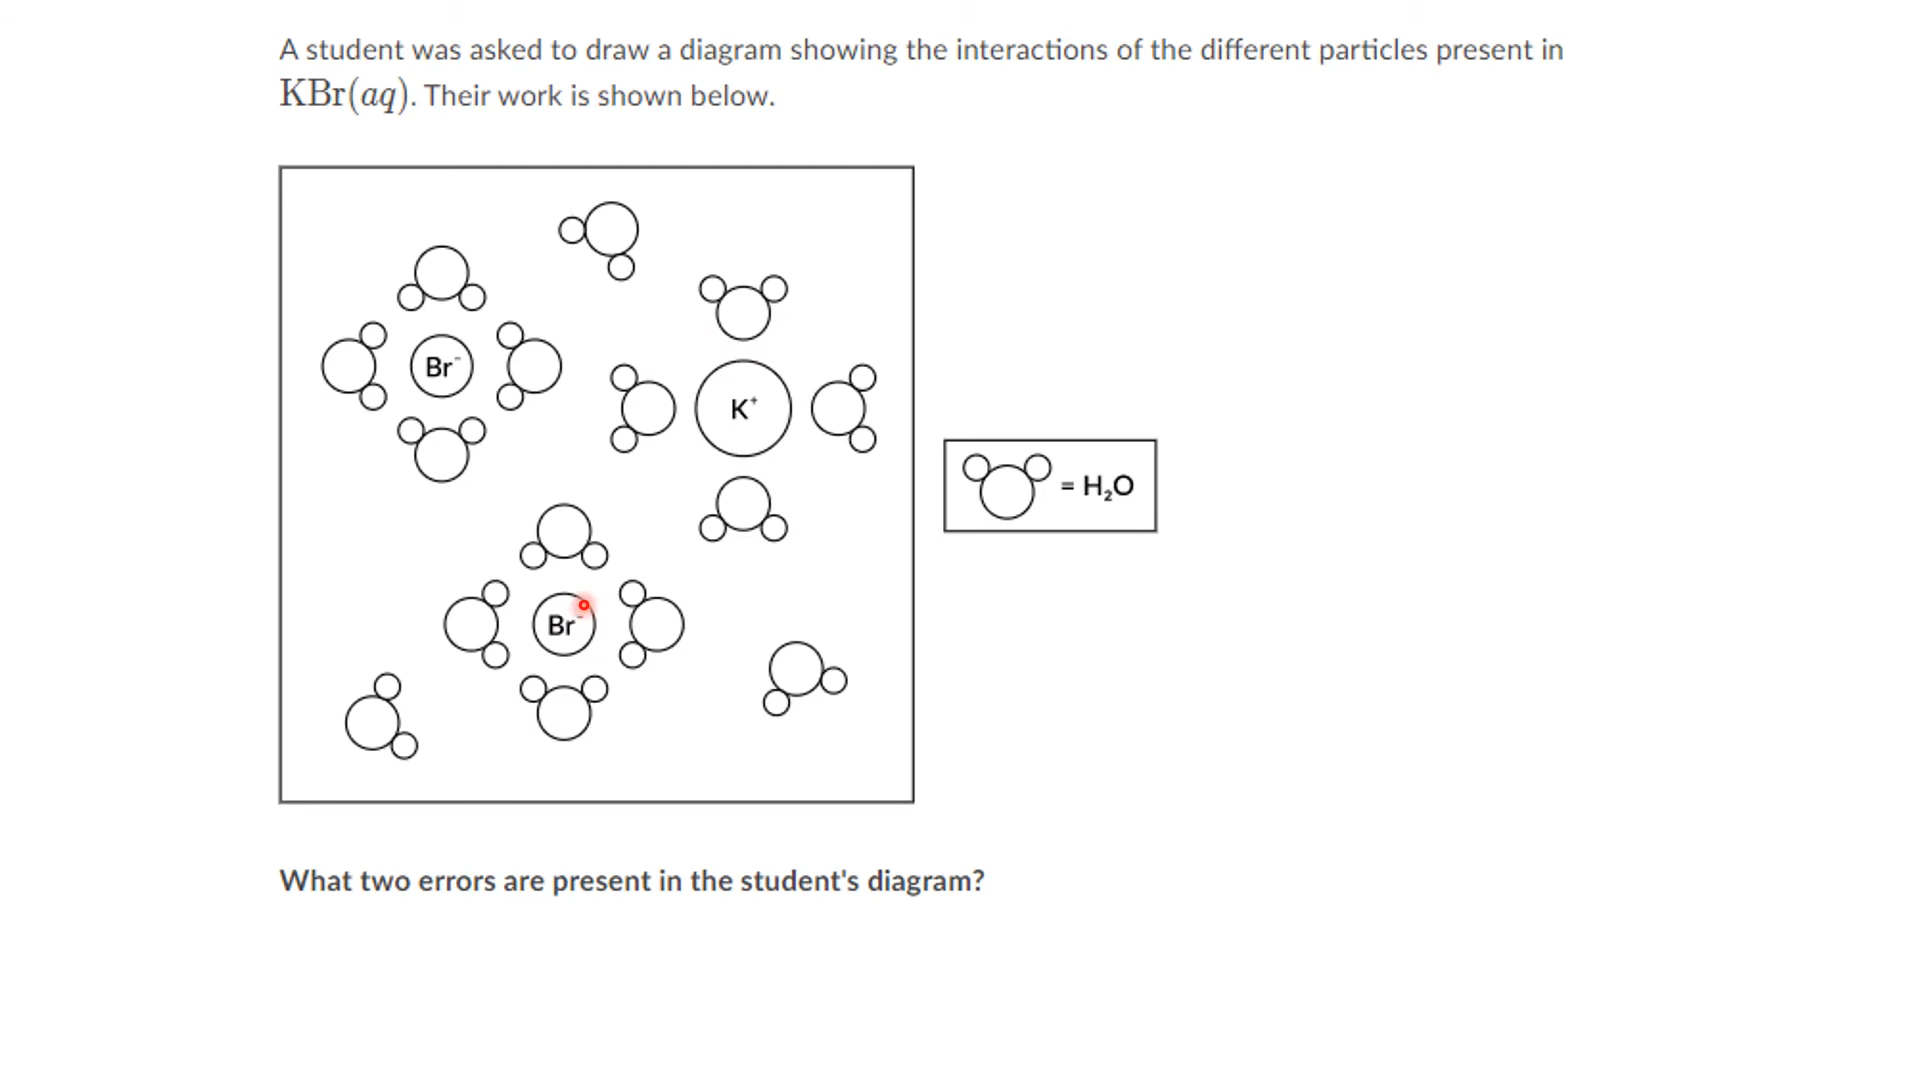 A student was asked to draw a diagram showing the interactions of the different particles present in
KBr(aq). Their work is shown below.
Br⁻
K⁺
= H₂O
Br⁻
What two errors are present in the student's diagram?